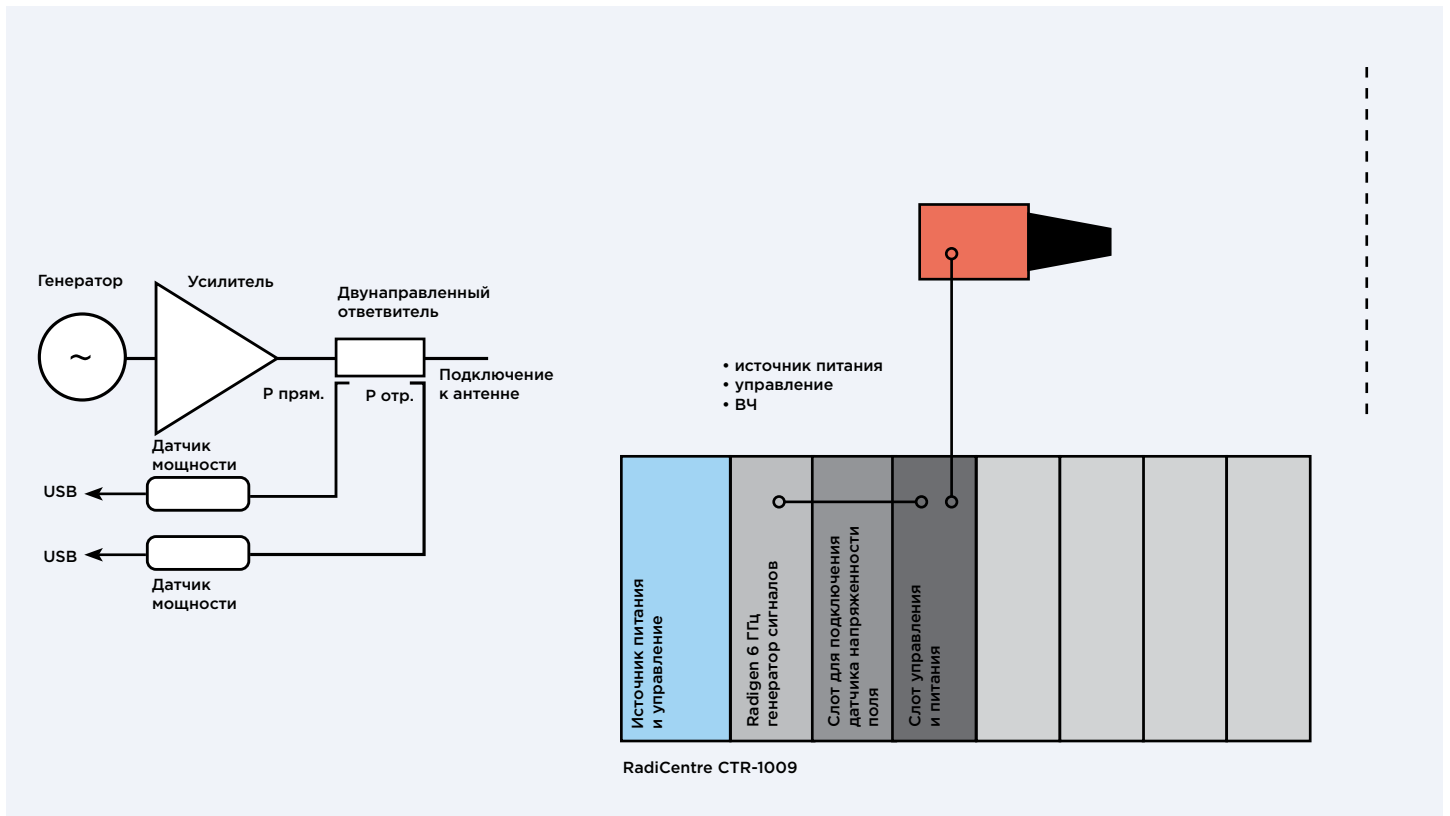 Генератор
Усилитель
Двунаправленный
ответвитель
~
Р прям.
Р отр.
Подключение
к антенне
Датчик
мощности
USB
USB
Датчик
мощности
• источник питания
• управление
• ВЧ
Источник питания
и управление
Radigen 6 ГГц
генератор сигналов
Слот для подключения
датчика напряженности
поля
Слот управления
и питания
RadiCentre CTR-1009